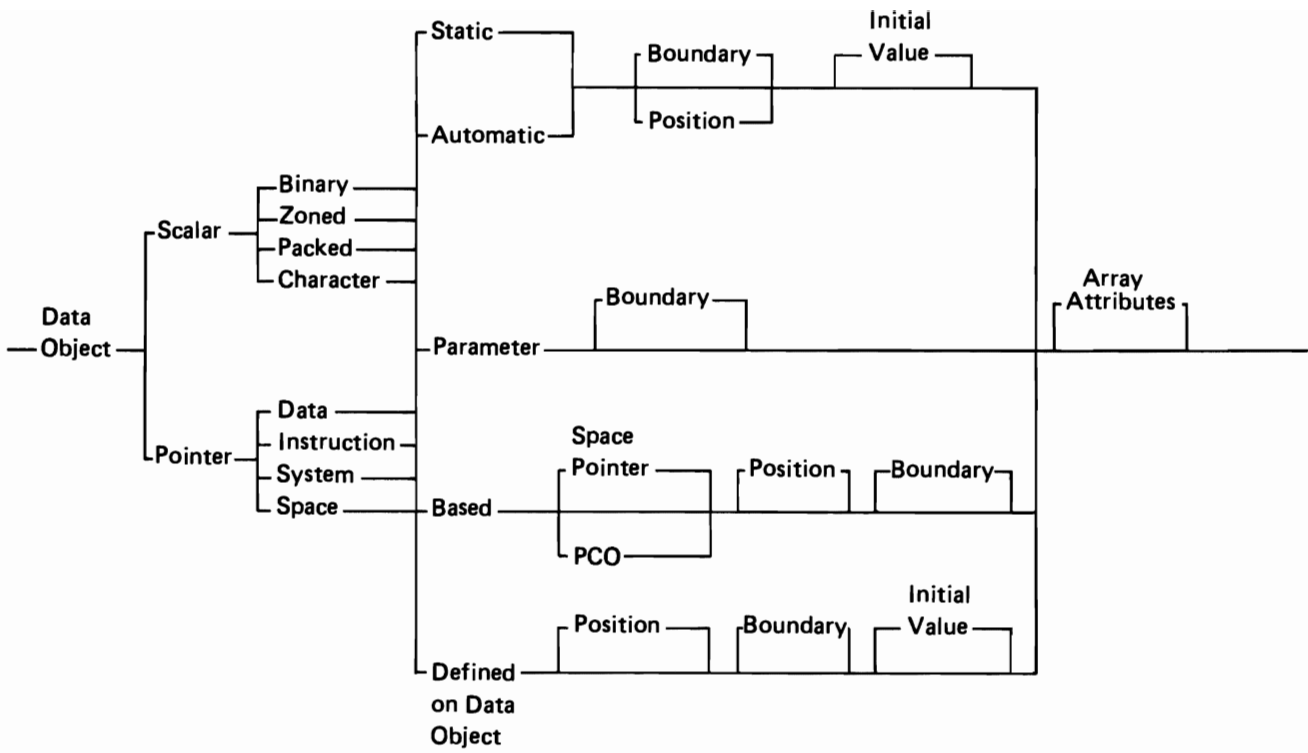 Initial
Value
Static
Boundary
Position
Automatic
Binary
Zoned
Packed
Character
Scalar
Data
Object
Boundary
Parameter
Array
Attributes
Pointer
Data
Instruction
System
Space
Based
Space
Pointer
PCO
Position
Boundary
Position
Boundary
Initial
Value
Defined
on Data
Object